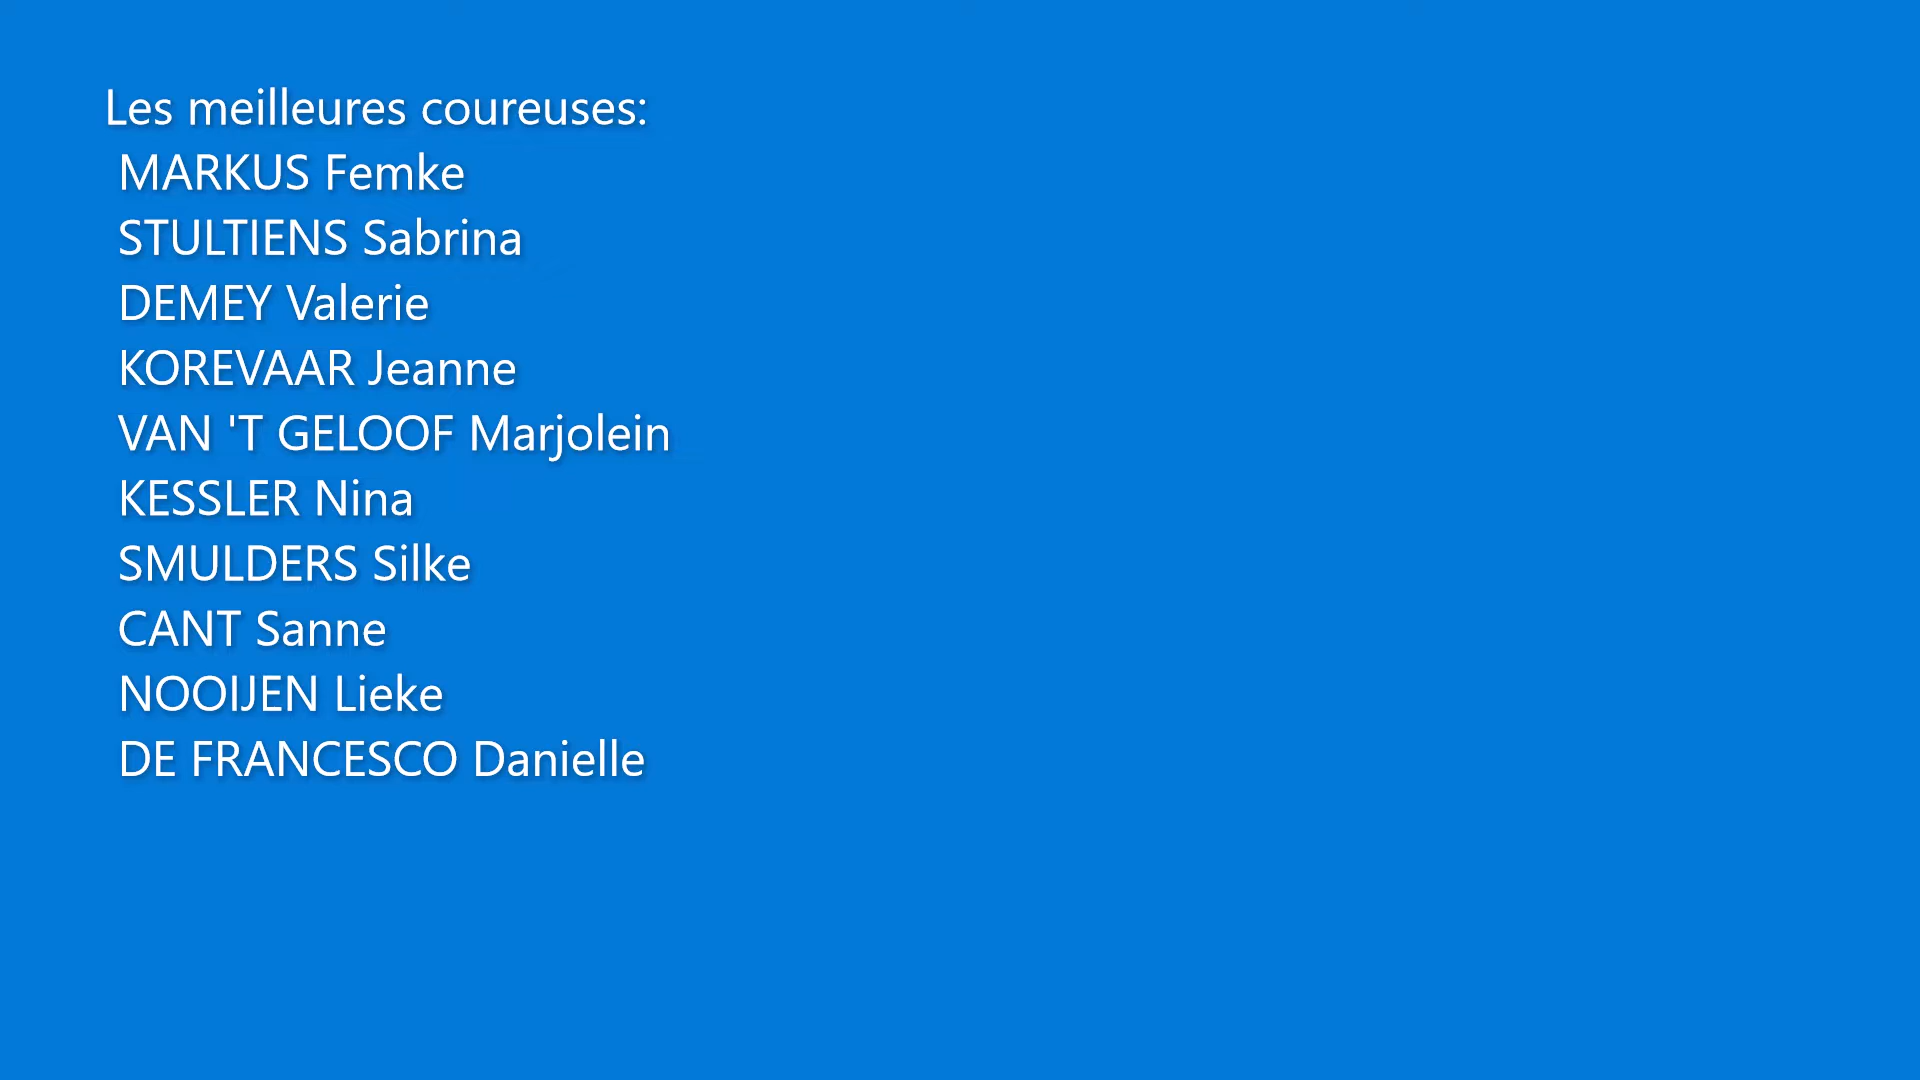 Les meilleures coureuses:
MARKUS Femke
STULTIENS Sabrina
DEMEY Valerie
KOREVAAR Jeanne
VAN 'T GELOOF Marjolein
KESSLER Nina
SMULDERS Silke
CANT Sanne
NOOIJEN Lieke
DE FRANCESCO Danielle